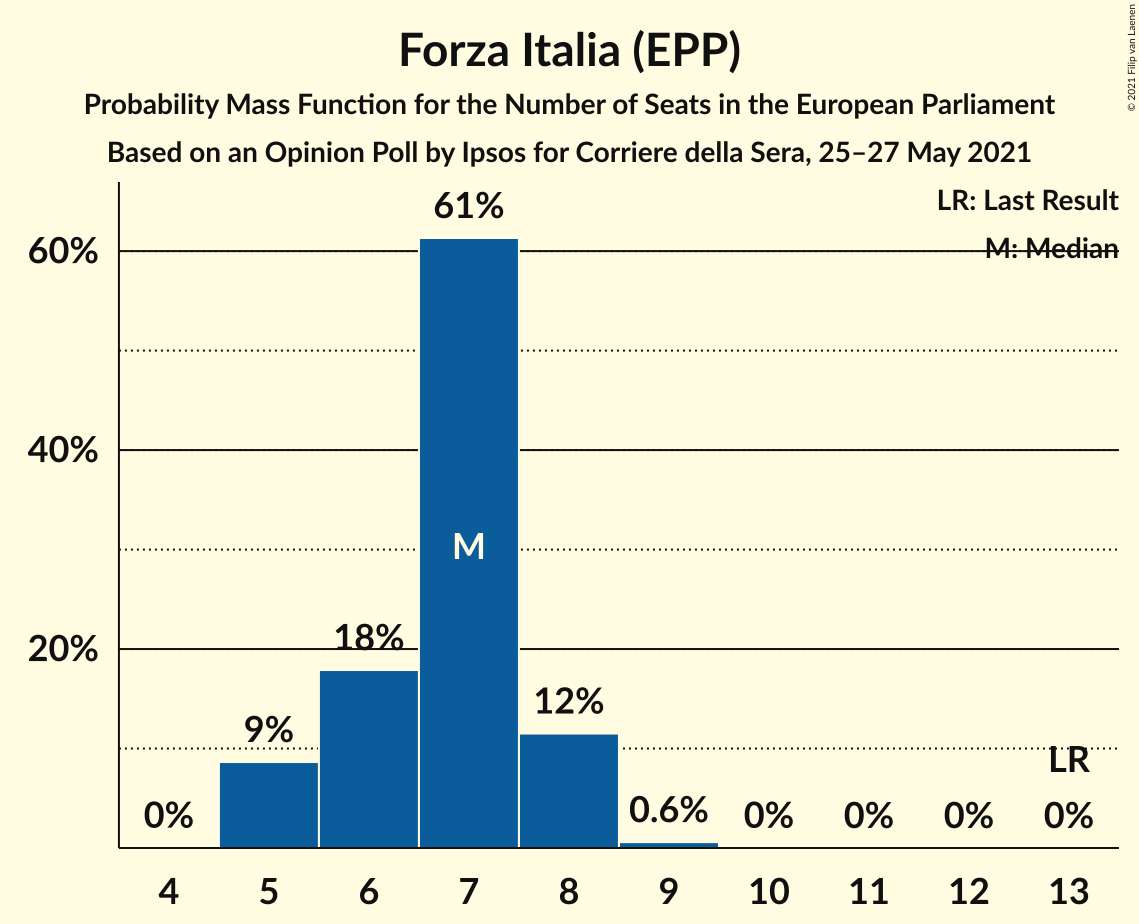 Forza Italia (EPP)
Probability Mass Function for the Number of Seats in the European Parliament
Based on an Opinion Poll by Ipsos for Corriere della Sera, 25–27 May 2021
© 2021 Filip van Laenen
LR: Last Result
M: Median
61%
60%
40%
M
20%
18%
12%
9%
LR
0%
0.6%
0%
0%
0%
0%
4 5 6 7 8 9 10 11 12 13